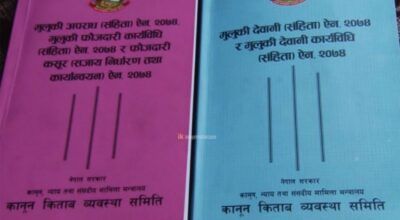 मुलुकी अपराध (संहिता) ऐन, २०७४,
मुलुकी फौजदारी कार्यविधि
(संहिता) ऐन, २०७४ र फौजदारी
कसूर (सजाय निर्धारण तथा
कार्यान्वयन) ऐन, २०७४
नेपाल सरकार
कानून, न्याय तथा संसदीय मामिला मन्त्रालय
कानून किताब व्यवस्था समिति
मुलुकी देवानी (संहिता) ऐन, २०७४
र मुलुकी देवानी कार्यविधि
(संहिता) ऐन, २०७४
नेपाल सरकार
कानून, न्याय तथा संसदीय मामिला मन्त्रालय
कानून किताब व्यवस्था समिति